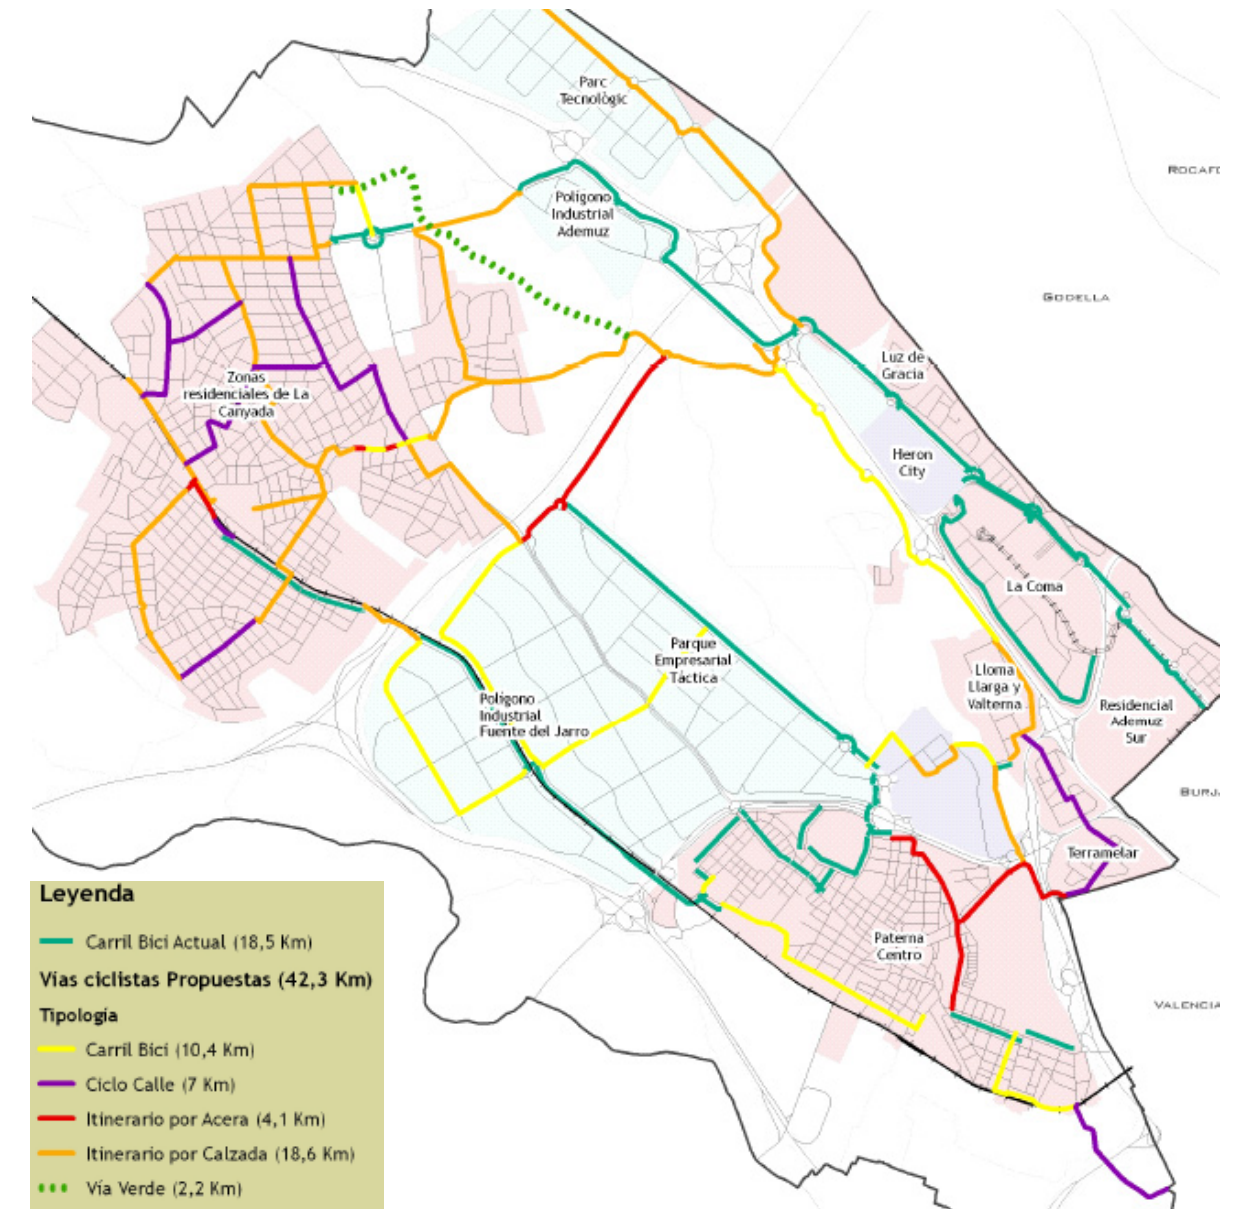 Parc
Tecnològic
ROCAFO
Polígono
Industrial
Ademuz
GODELLA
Luz de
Gracia
Zonas
residenciales de La
Canyada
Heron
City
La Coma
Parque
Empresarial
Táctica
Lloma
Llarga y
Valterna
Polígono
Industrial
Fuente del Jarro
Residencial
Ademuz
Sur
BURJA
Terramelar
Paterna
Centro
VALENCIA
Leyenda
Carril Bici Actual (18,5 Km)
Vías ciclistas Propuestas (42,3 Km)
Tipología
Carril Bici (10,4 Km)
Ciclo Calle (7 Km)
Itinerario por Acera (4,1 Km)
Itinerario por Calzada (18,6 Km)
Vía Verde (2,2 Km)